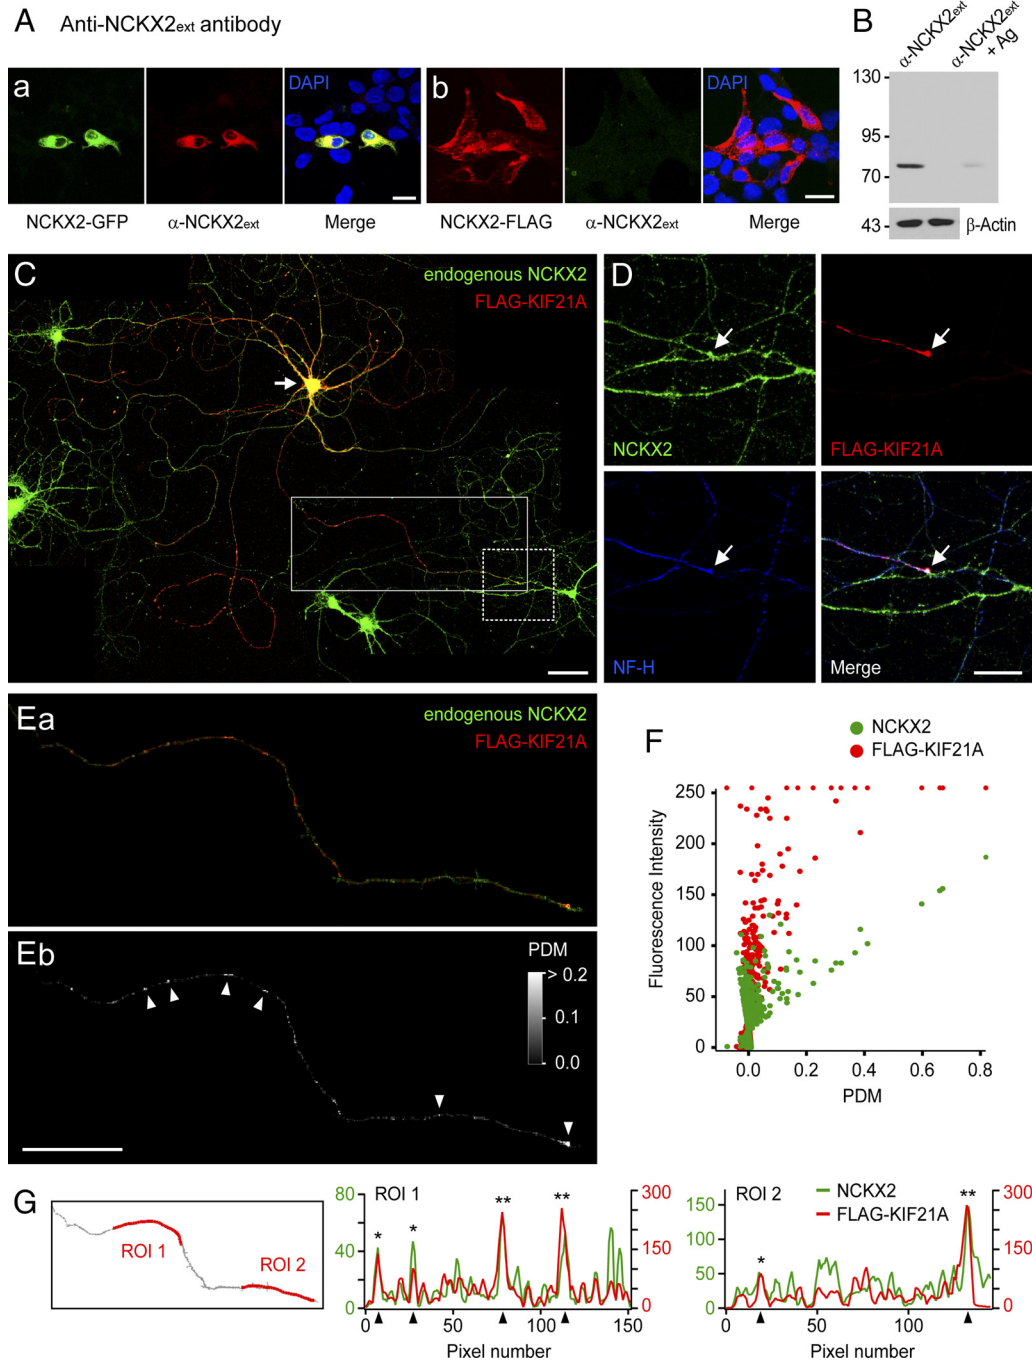 A Anti-NCKX2ext antibody
B
α-NCKX2ext
α-NCKX2ext + Ag
a
DAPI
b
DAPI
NCKX2-GFP
α-NCKX2ext
Merge
NCKX2-FLAG
α-NCKX2ext
Merge
130
95
70
43
β-Actin
C
endogenous NCKX2
FLAG-KIF21A
D
NCKX2
FLAG-KIF21A
NF-H
Merge
Ea
endogenous NCKX2
FLAG-KIF21A
Eb
PDM
> 0.2
0.1
0.0
F
NCKX2
FLAG-KIF21A
250
200
150
100
50
0
Fluorescence Intensity
0.0 0.2 0.4 0.6 0.8
PDM
G
ROI 1
ROI 2
80
40
0
ROI 1
* * ** **
300
150
0
0 50 100 150
Pixel number
150
100
50
0
ROI 2
NCKX2
FLAG-KIF21A
* **
300
150
0
0 50 100
Pixel number